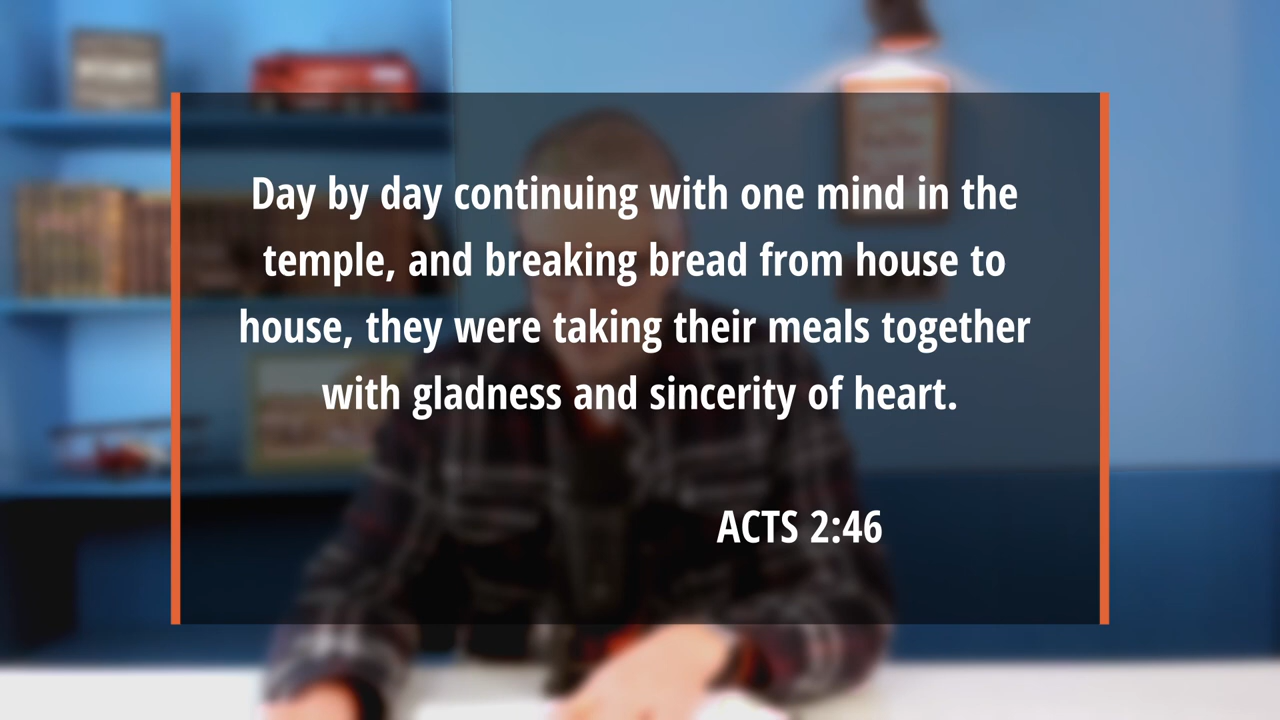 Day by day continuing with one mind in the
temple, and breaking bread from house to
house, they were taking their meals together
with gladness and sincerity of heart.
ACTS 2:46